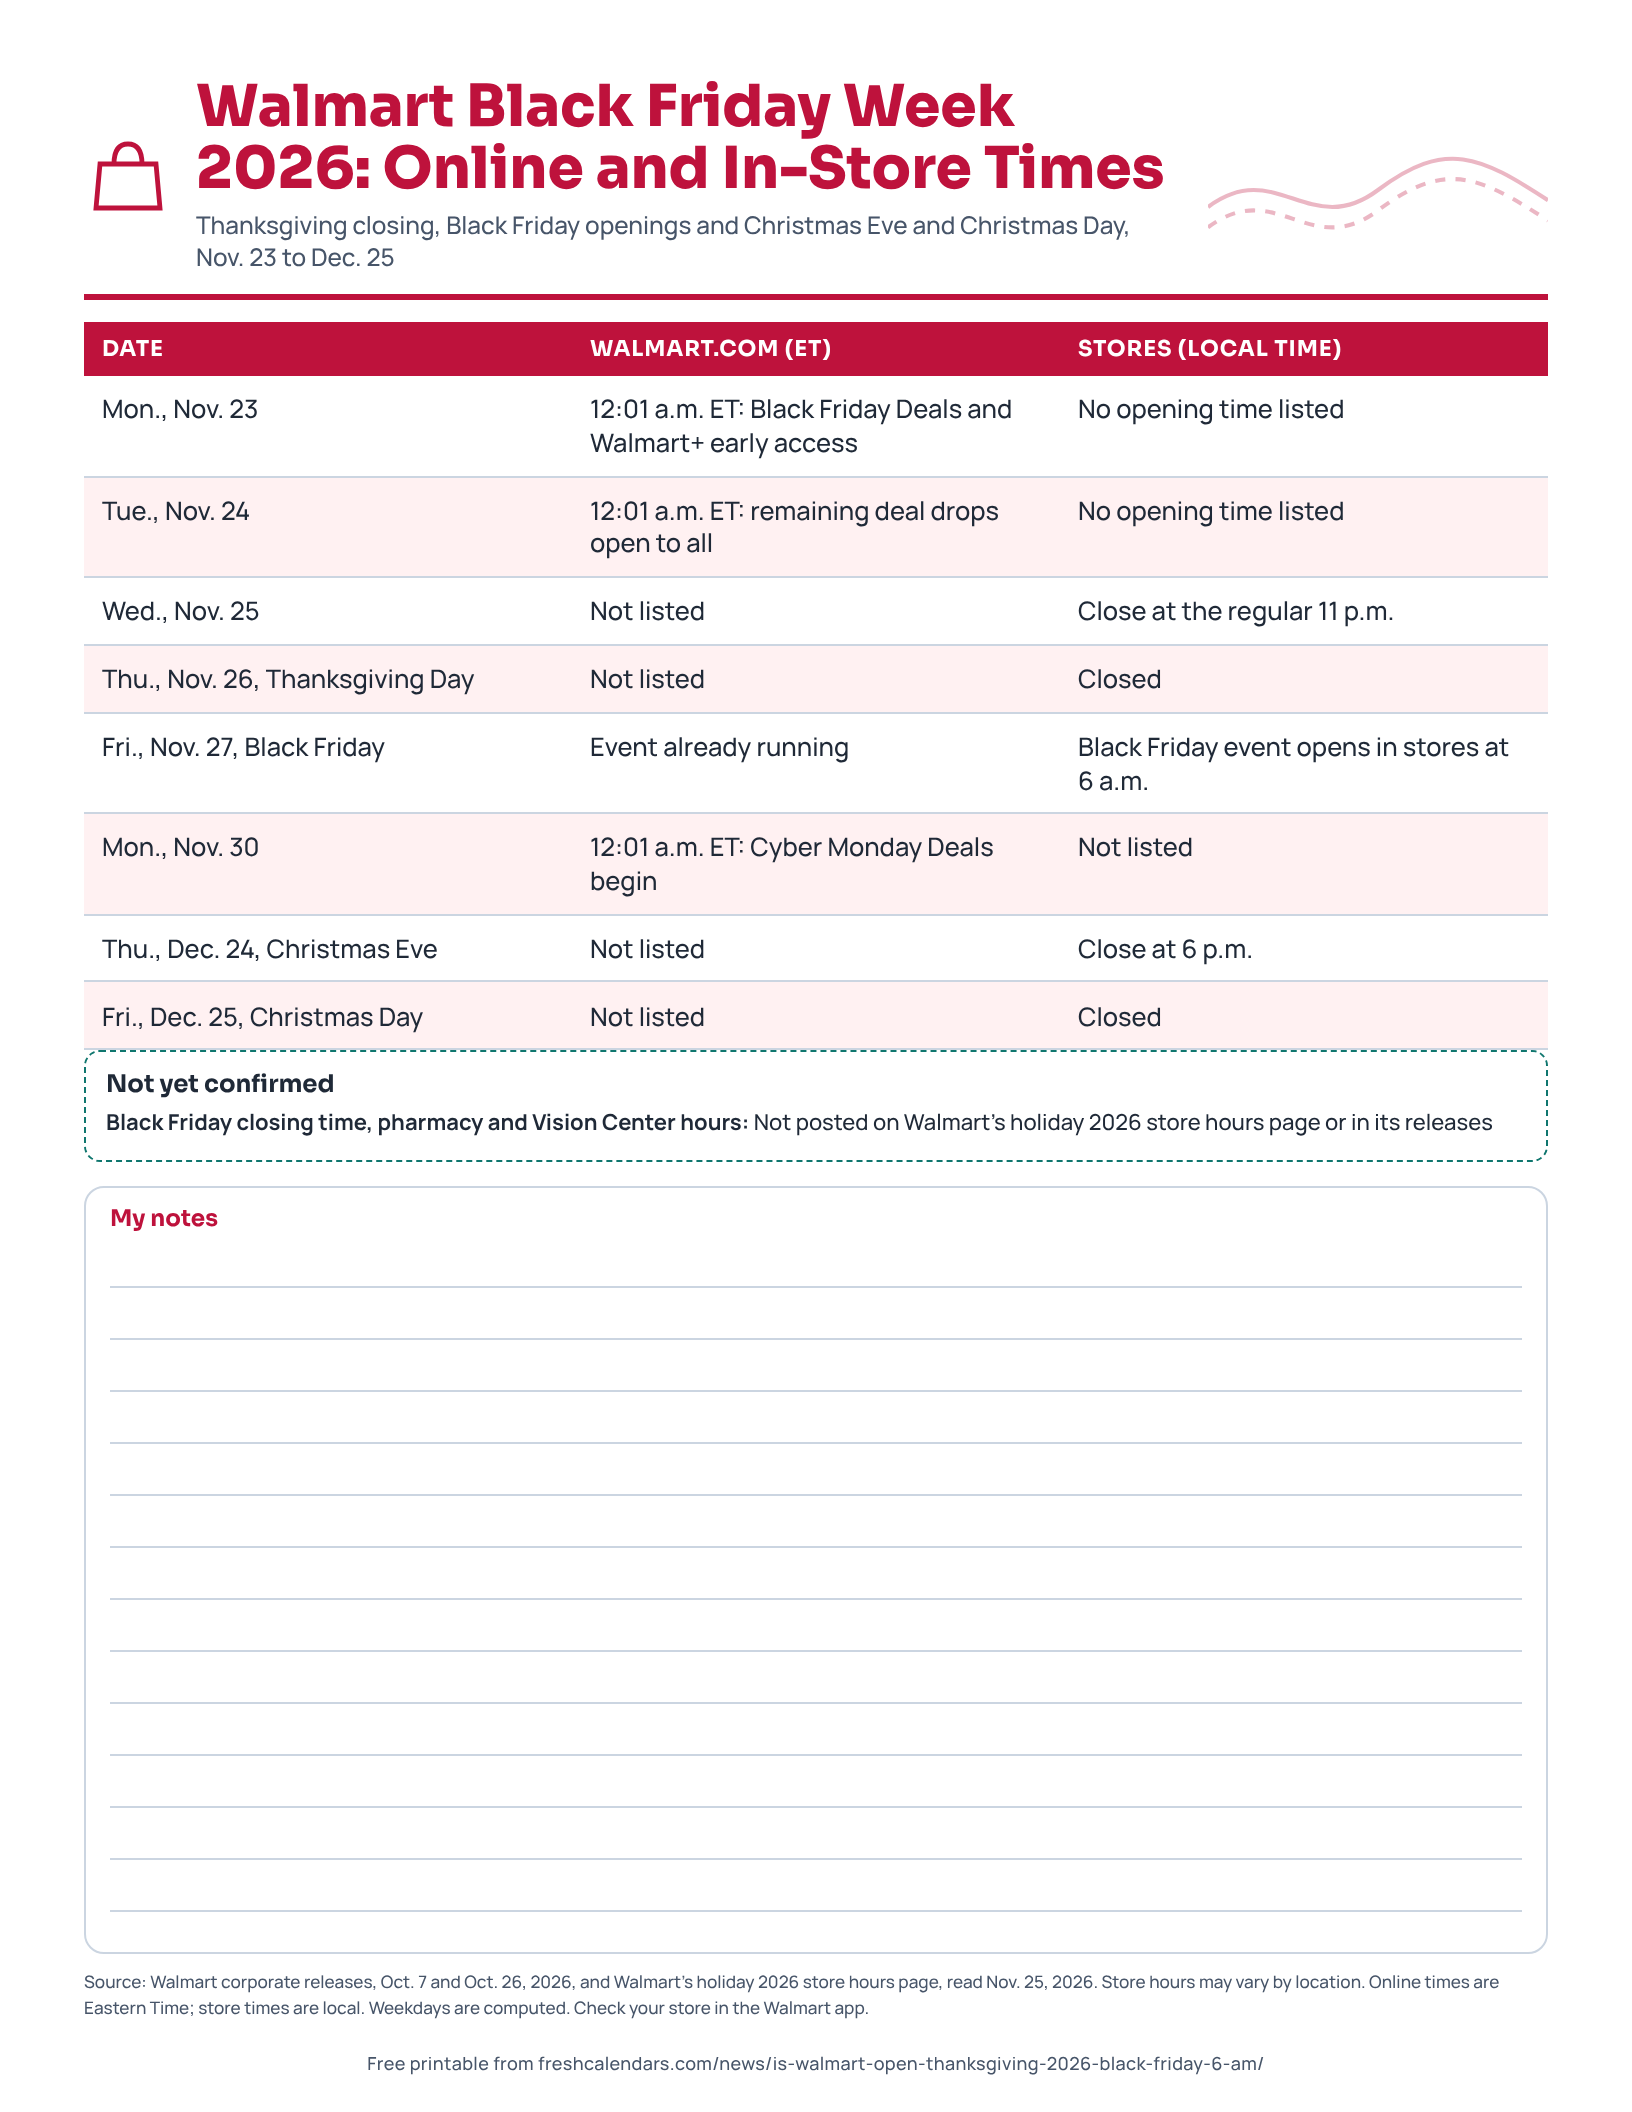 Walmart Black Friday Week
2026: Online and In-Store Times
Thanksgiving closing, Black Friday openings and Christmas Eve and Christmas Day,
Nov. 23 to Dec. 25
DATE WALMART.COM (ET) STORES (LOCAL TIME)
Mon., Nov. 23 12:01 a.m. ET: Black Friday Deals and No opening time listed
Walmart+ early access
Tue., Nov. 24 12:01 a.m. ET: remaining deal drops No opening time listed
open to all
Wed., Nov. 25 Not listed Close at the regular 11 p.m.
Thu., Nov. 26, Thanksgiving Day Not listed Closed
Fri., Nov. 27, Black Friday Event already running Black Friday event opens in stores at
6 a.m.
Mon., Nov. 30 12:01 a.m. ET: Cyber Monday Deals Not listed
begin
Thu., Dec. 24, Christmas Eve Not listed Close at 6 p.m.
Fri., Dec. 25, Christmas Day Not listed Closed
Not yet confirmed
Black Friday closing time, pharmacy and Vision Center hours: Not posted on Walmart’s holiday 2026 store hours page or in its releases
My notes
Source: Walmart corporate releases, Oct. 7 and Oct. 26, 2026, and Walmart’s holiday 2026 store hours page, read Nov. 25, 2026. Store hours may vary by location. Online times are
Eastern Time; store times are local. Weekdays are computed. Check your store in the Walmart app.
Free printable from freshcalendars.com/news/is-walmart-open-thanksgiving-2026-black-friday-6-am/